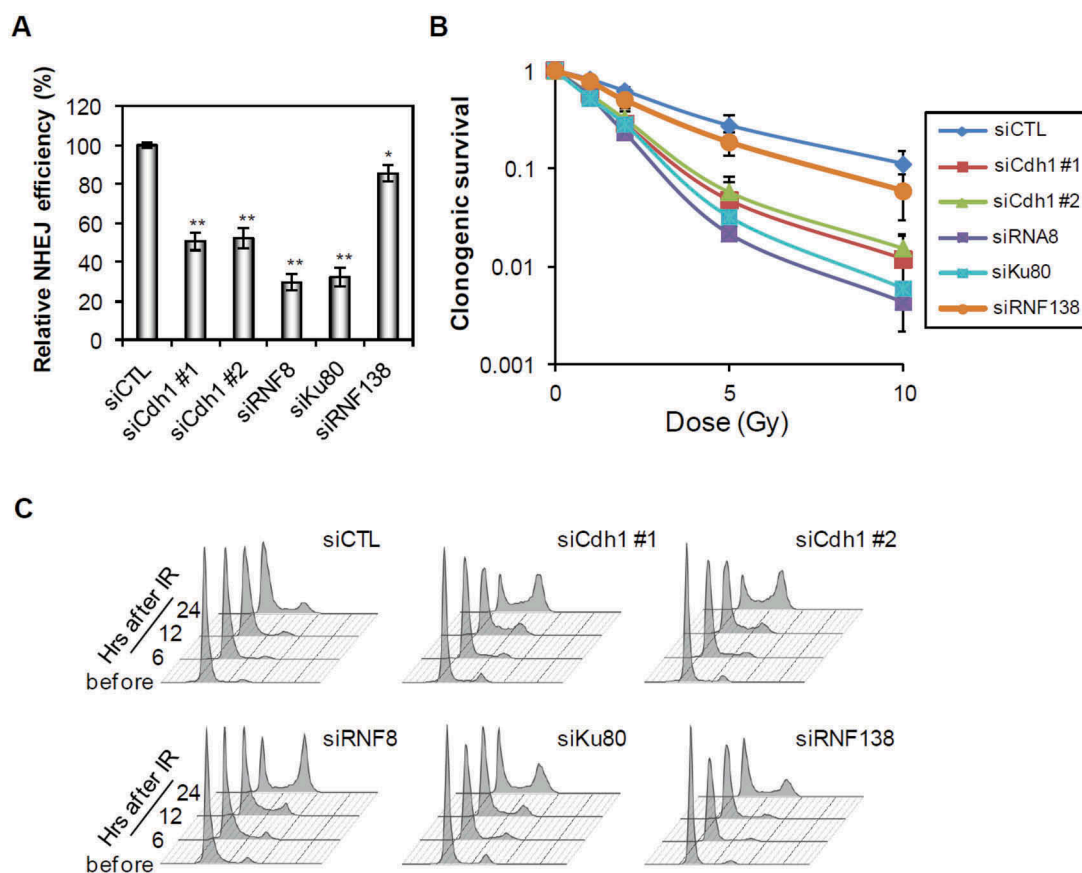 A
Relative NHEJ efficiency (%)
120
100
80
60
40
20
0
**
**
**
**
*
siCTL
siCdh1 #1
siCdh1 #2
siRNF8
siKu80
siRNF138
B
Clonogenic survival
1
0.1
0.01
0.001
0
5
10
Dose (Gy)
siCTL
siCdh1 #1
siCdh1 #2
siRNA8
siKu80
siRNF138
C
siCTL
siCdh1 #1
siCdh1 #2
Hrs after IR
24
12
6
before
siRNF8
siKu80
siRNF138
Hrs after IR
24
12
6
before